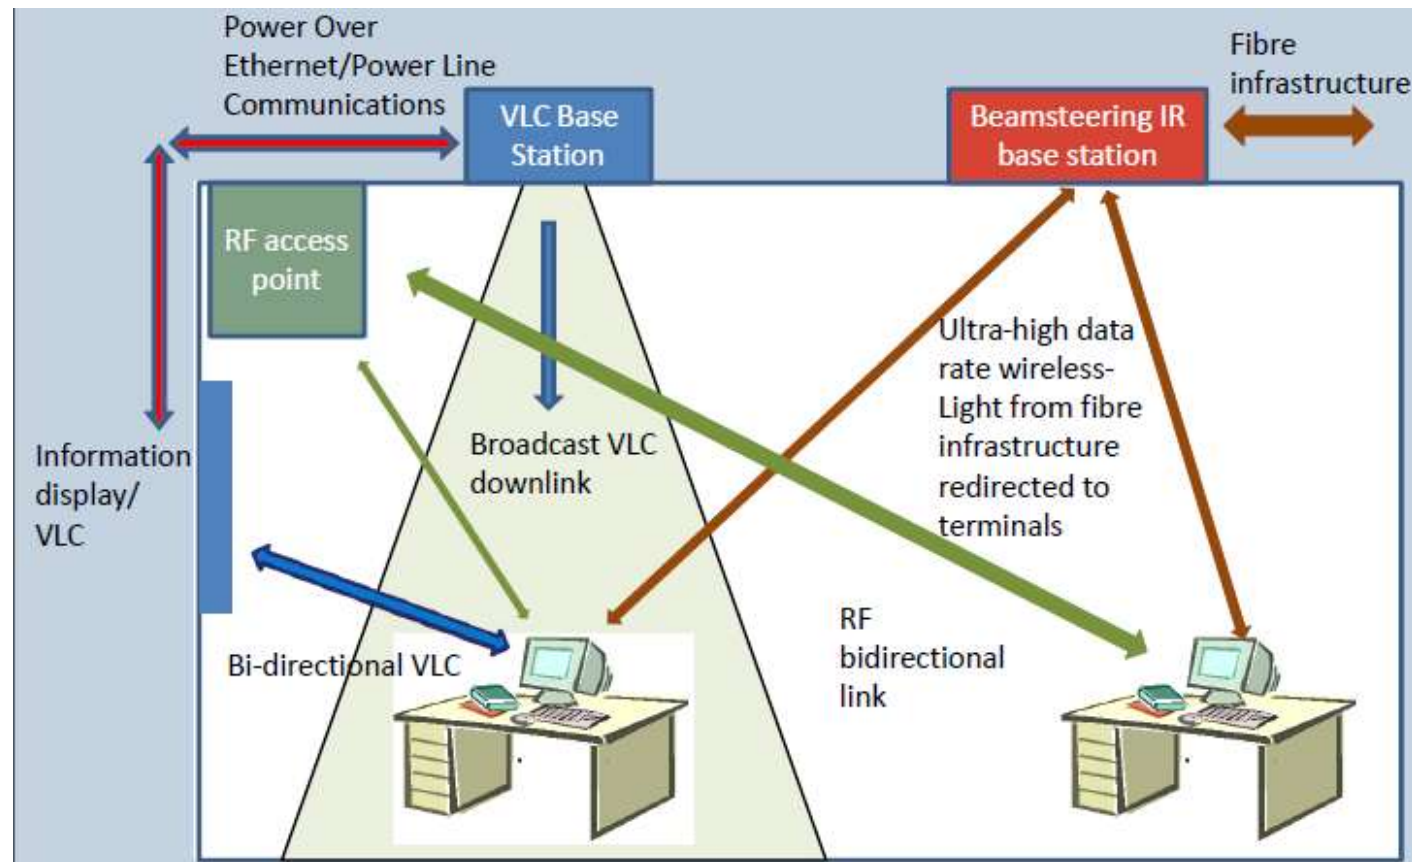 Power Over
Ethernet/Power Line
Communications
VLC Base
Station
Beamsteering IR
base station
Fibre
infrastructure
RF access
point
Ultra-high data
rate wireless-
Light from fibre
infrastructure
redirected to
terminals
Broadcast VLC
downlink
Information
display/
VLC
Bi-directional VLC
RF
bidirectional
link